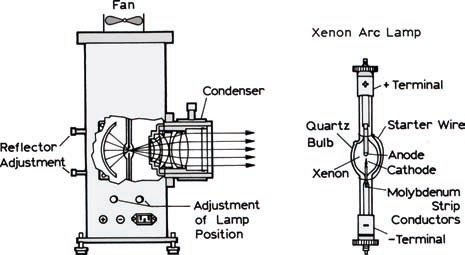 Fan
Xenon Arc Lamp
Condenser
+ Terminal
Reflector
Adjustment
Quartz
Bulb
Starter Wire
Anode
Cathode
Xenon
Molybdenum
Strip
Conductors
Adjustment
of Lamp
Position
-Terminal
+
-
+
-